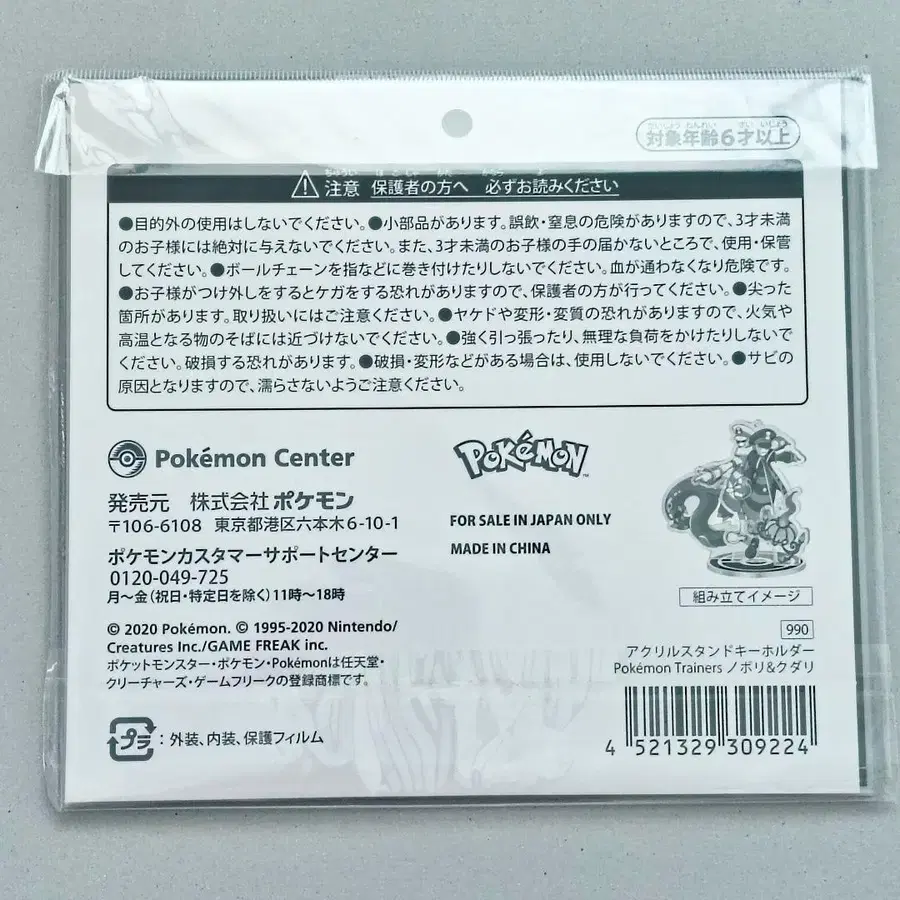 対象年齢6才以上
注意 保護者の方へ 必ずお読みください
●目的外の使用はしないでください。●小部品があります。誤飲・窒息の危険がありますので、3才未満
のお子様には絶対に与えないでください。また、3才未満のお子様の手の届かないところで、使用・保管
してください。●ボールチェーンを指などに巻き付けたりしないでください。血が通わなくなり危険です。
●お子様がつけ外しをするとケガをする恐れがありますので、保護者の方が行ってください。●尖った
箇所があります。取り扱いにはご注意ください。●ヤケドや変形・変質の恐れがありますので、火気や
高温となる物のそばには近づけないでください。●強く引っ張ったり、無理な負荷をかけたりしないで
ください。破損する恐れがあります。●破損・変形などがある場合は、使用しないでください。●サビの
原因となりますので、濡らさないようご注意ください。
Pokémon Center
発売元 株式会社ポケモン
〒106-6108 東京都港区六本木6-10-1
ポケモンカスタマーサポートセンター
0120-049-725
月～金(祝日・特定日を除く)11時～18時
© 2020 Pokémon. © 1995-2020 Nintendo/
Creatures Inc./GAME FREAK inc.
ポケットモンスター・ポケモン・Pokémonは任天堂・
クリーチャーズ・ゲームフリークの登録商標です。
プラ:外装、内装、保護フィルム
POKéMON
FOR SALE IN JAPAN ONLY
MADE IN CHINA
組み立てイメージ
990
アクリルスタンドキーホルダー
Pokémon Trainers ノボリ&クダリ
4 521329 309224